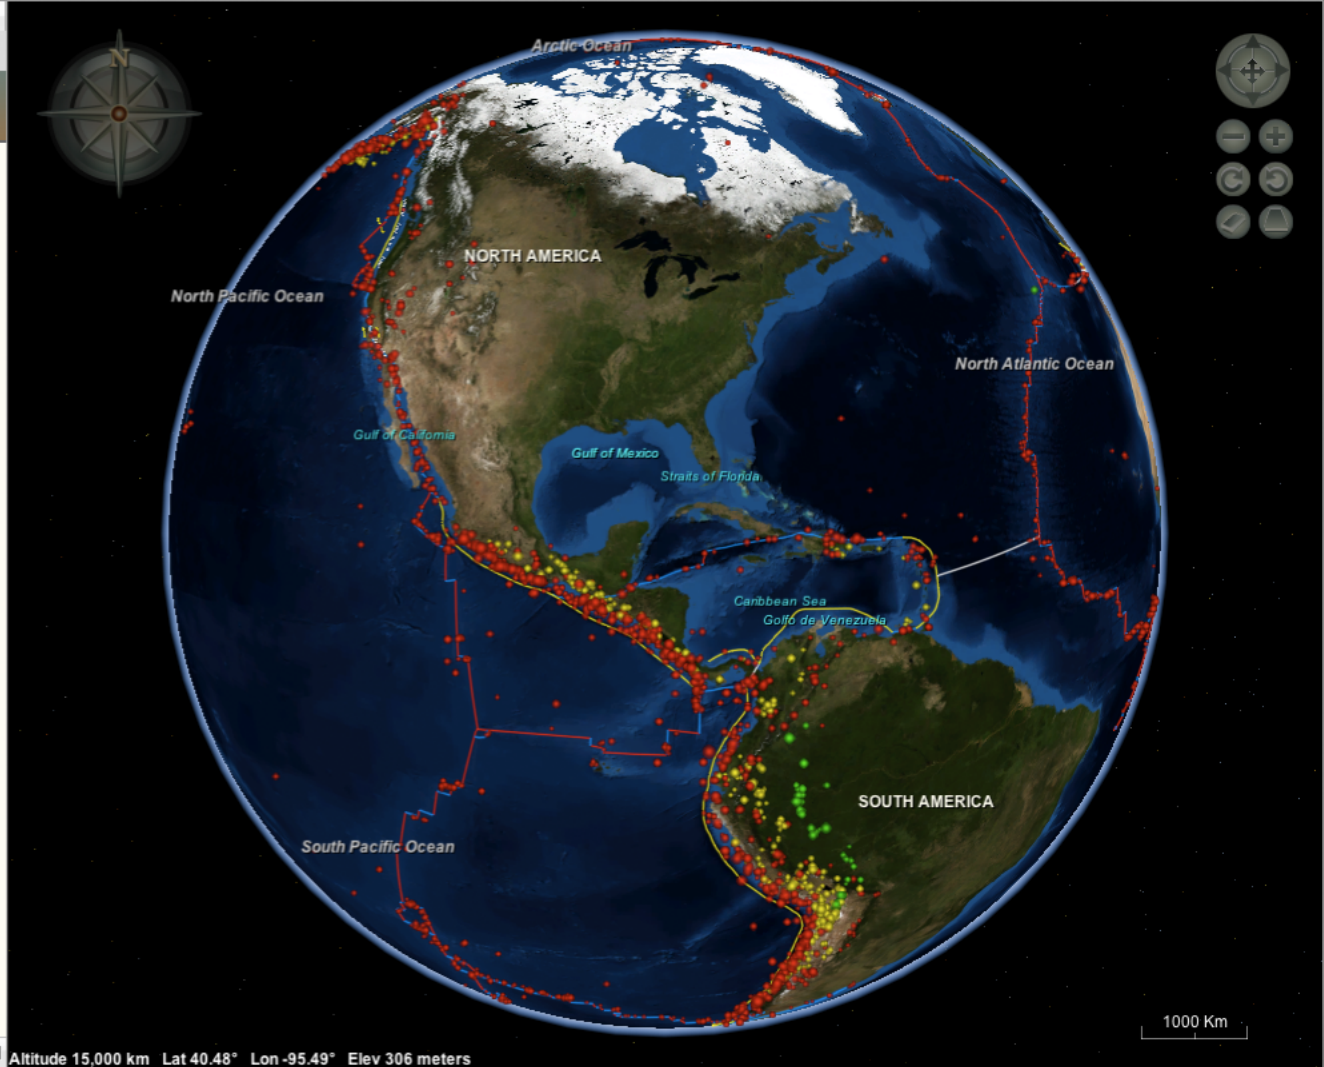 Arctic Ocean
N
NORTH AMERICA
North Pacific Ocean
North Atlantic Ocean
Gulf of California
Gulf of Mexico
Straits of Florida
Caribbean Sea
Golfo de Venezuela
SOUTH AMERICA
South Pacific Ocean
1000 Km
Altitude 15,000 km Lat 40.48° Lon -95.49° Elev 306 meters